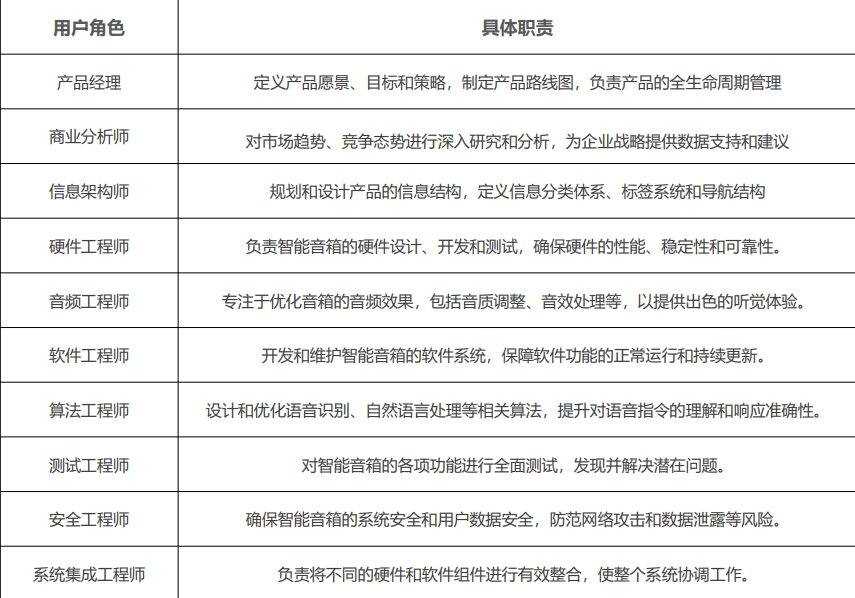 用户角色 具体职责
产品经理 定义产品愿景、目标和策略，制定产品路线图，负责产品的全生命周期管理
商业分析师 对市场趋势、竞争态势进行深入研究和分析，为企业战略提供数据支持和建议
信息架构师 规划和设计产品的信息结构，定义信息分类体系、标签系统和导航结构
硬件工程师 负责智能音箱的硬件设计、开发和测试，确保硬件的性能、稳定性和可靠性。
音频工程师 专注于优化音箱的音频效果，包括音质调整、音效处理等，以提供出色的听觉体验。
软件工程师 开发和维护智能音箱的软件系统，保障软件功能的正常运行和持续更新。
算法工程师 设计和优化语音识别、自然语言处理等相关算法，提升对语音指令的理解和响应准确性。
测试工程师 对智能音箱的各项功能进行全面测试，发现并解决潜在问题。
安全工程师 确保智能音箱的系统安全和用户数据安全，防范网络攻击和数据泄露等风险。
系统集成工程师 负责将不同的硬件和软件组件进行有效整合，使整个系统协调工作。